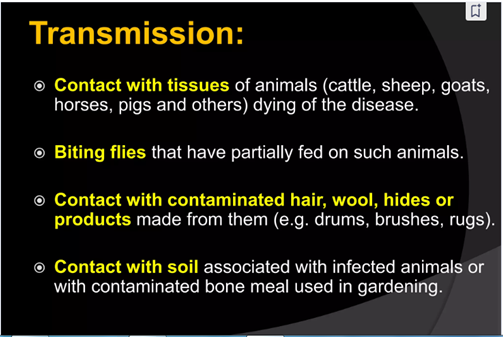 Transmission:
Contact with tissues of animals (cattle, sheep, goats,
horses, pigs and others) dying of the disease.
Biting flies that have partially fed on such animals.
Contact with contaminated hair, wool, hides or
products made from them (e.g. drums, brushes, rugs).
Contact with soil associated with infected animals or
with contaminated bone meal used in gardening.